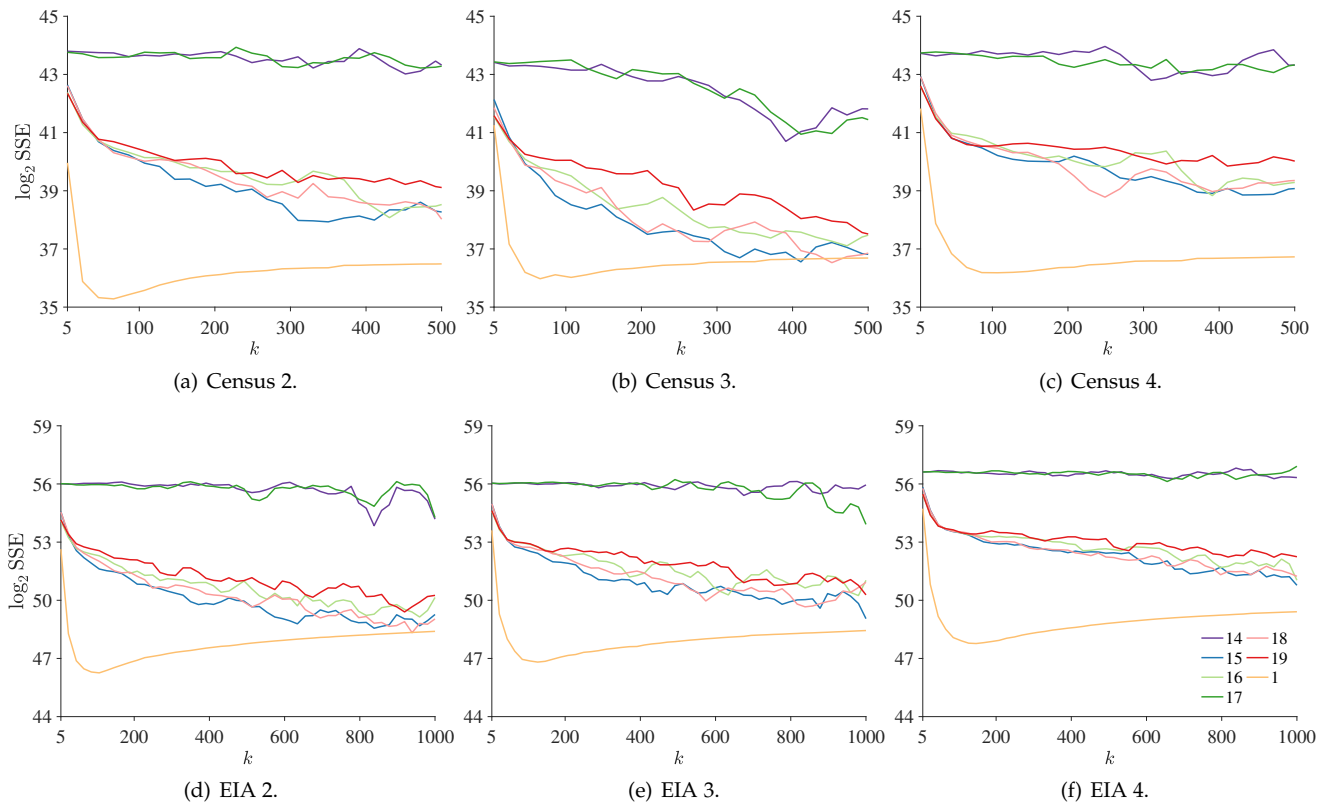 45
43
41
39
37
35
log₂ SSE
5 100 200 300 400 500
k
(a) Census 2.
45
43
41
39
37
35
5 100 200 300 400 500
k
(b) Census 3.
45
43
41
39
37
35
5 100 200 300 400 500
k
(c) Census 4.
59
56
53
50
47
44
log₂ SSE
5 200 400 600 800 1000
k
(d) EIA 2.
59
56
53
50
47
44
5 200 400 600 800 1000
k
(e) EIA 3.
59
56
53
50
47
44
14 18
15 19
16 1
17
5 200 400 600 800 1000
k
(f) EIA 4.